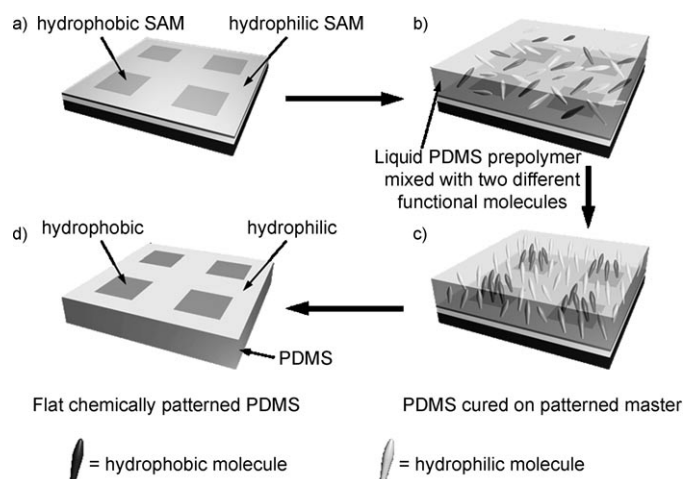 a)
hydrophobic SAM
hydrophilic SAM
b)
Liquid PDMS prepolymer
mixed with two different
functional molecules
d)
hydrophobic
hydrophilic
c)
PDMS
Flat chemically patterned PDMS
PDMS cured on patterned master
= hydrophobic molecule
= hydrophilic molecule